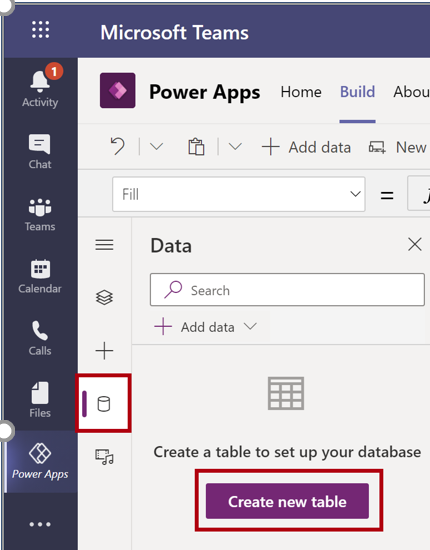 Microsoft Teams
1
Activity
Chat
Teams
Calendar
Calls
Files
Power Apps
Power Apps Home Build Abou
Add data New
Fill =
Data
Search
Add data
Create a table to set up your database
Create new table